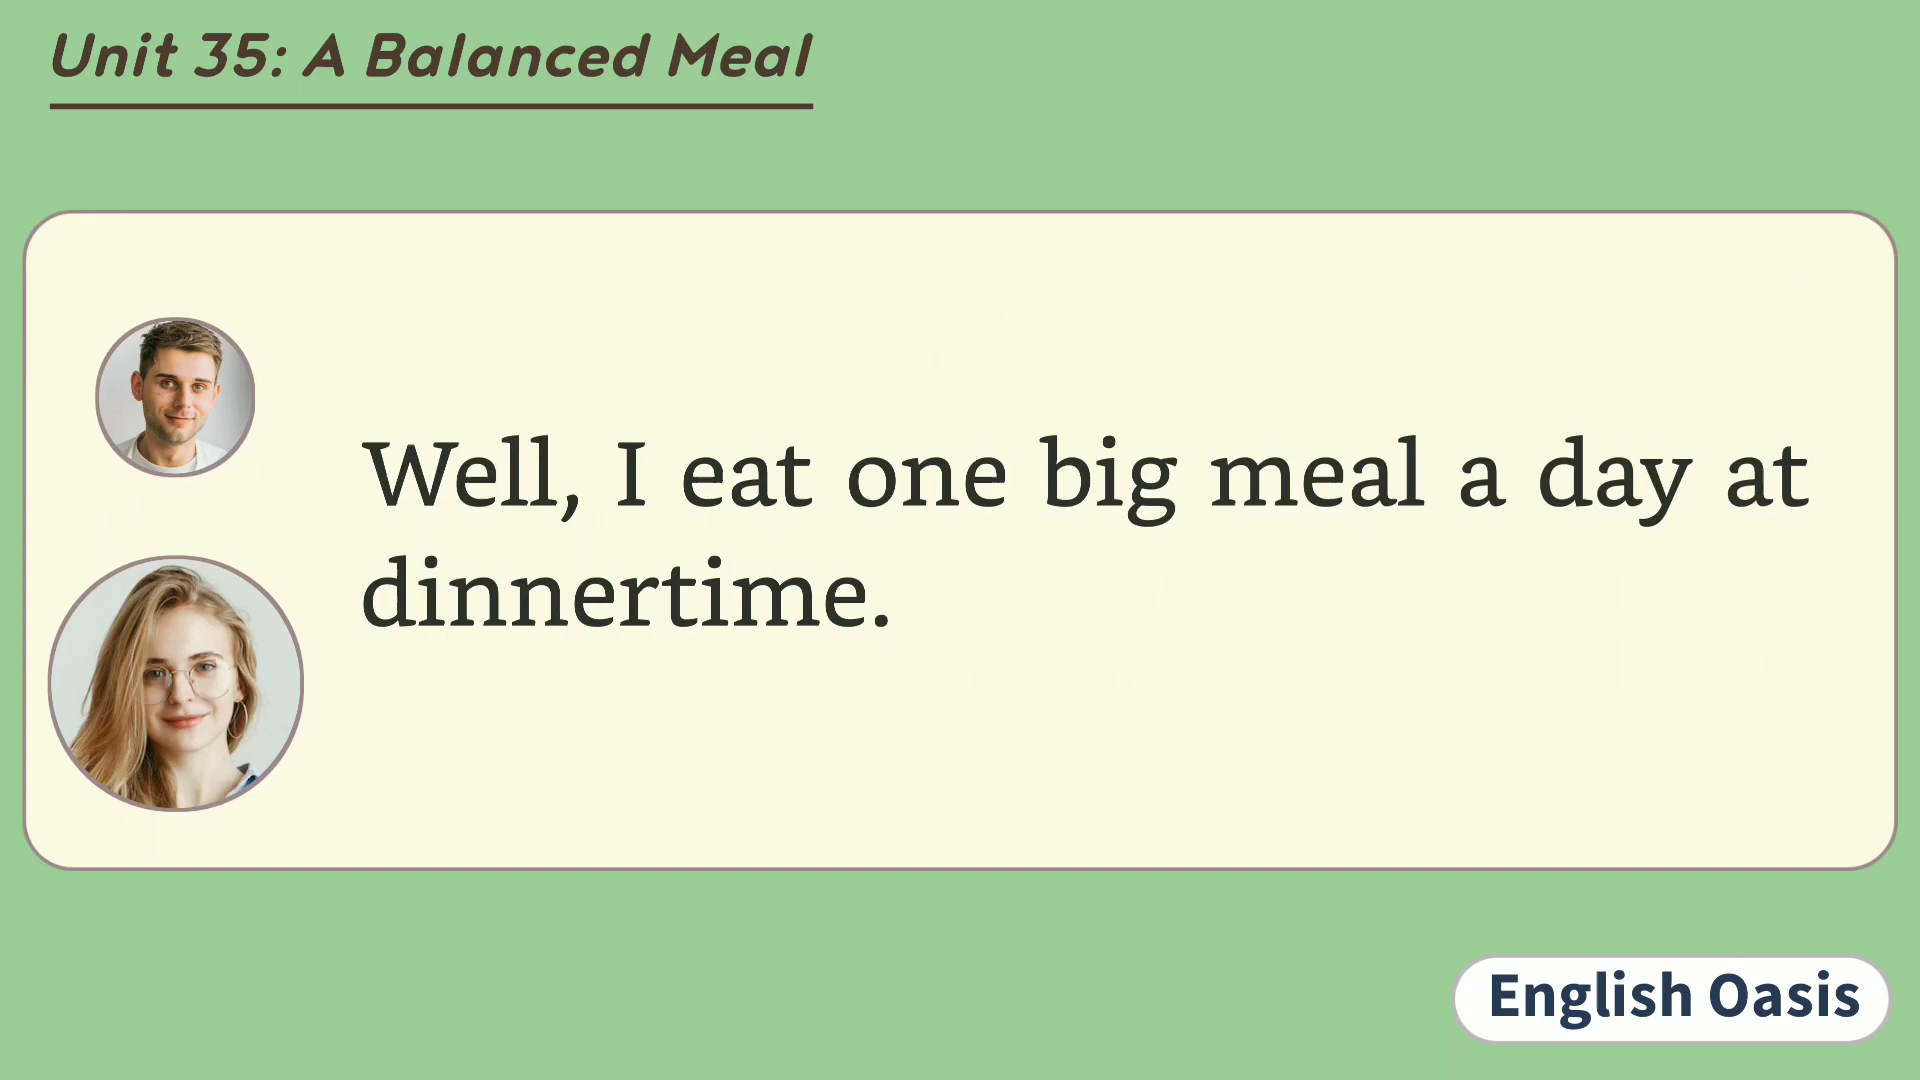 Unit 35: A Balanced Meal
Well, I eat one big meal a day at
dinnertime.
English Oasis